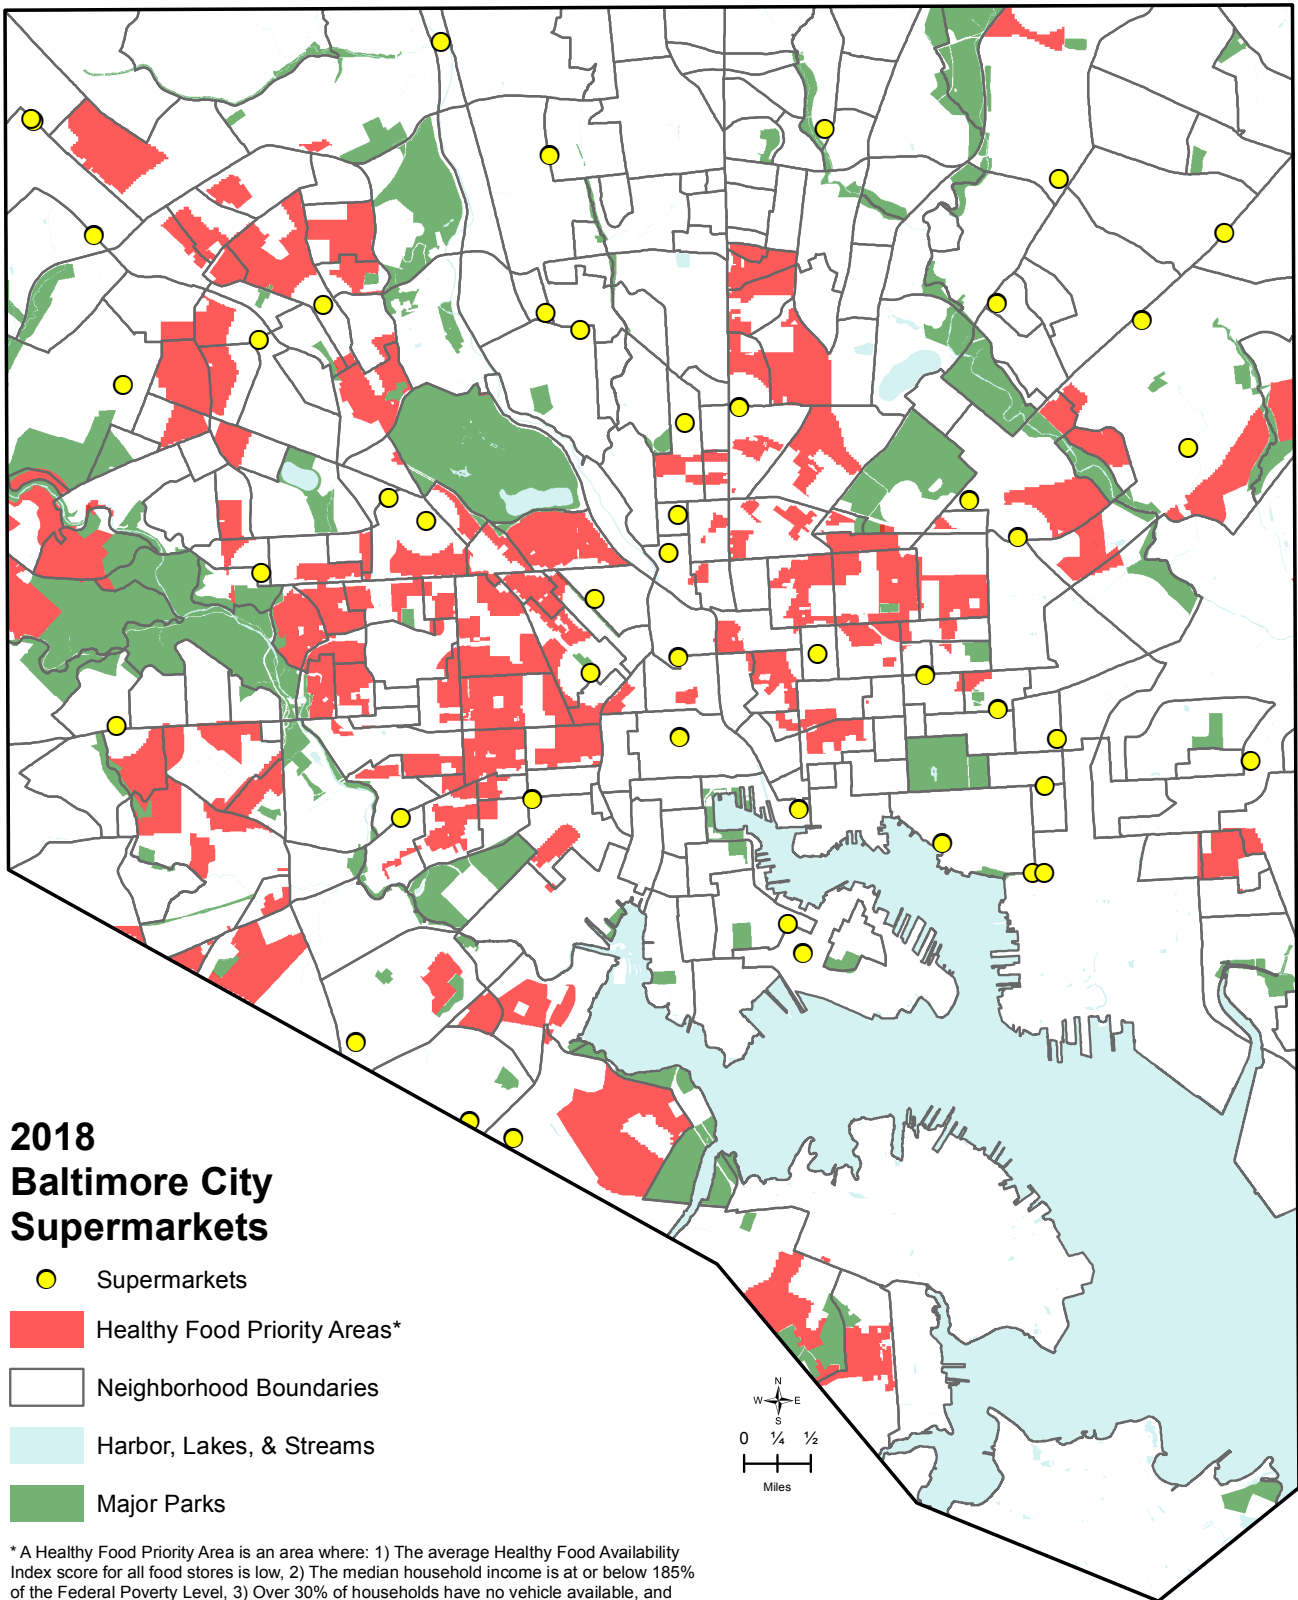 2018
Baltimore City
Supermarkets
Supermarkets
Healthy Food Priority Areas*
Neighborhood Boundaries
Harbor, Lakes, & Streams
Major Parks
N
W E
S
0 ¼ ½
Miles
* A Healthy Food Priority Area is an area where: 1) The average Healthy Food Availability
Index score for all food stores is low, 2) The median household income is at or below 185%
of the Federal Poverty Level, 3) Over 30% of households have no vehicle available, and